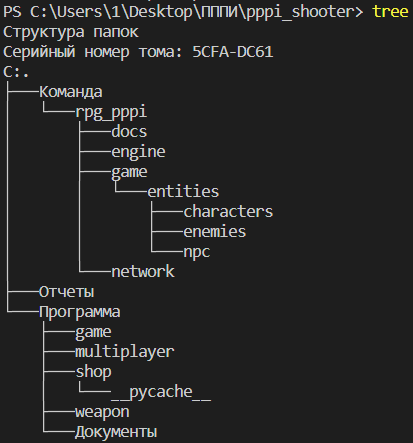 PS C:\Users\1\Desktop\ПППИ\pppi_shooter> tree
Структура папок
Серийный номер тома: 5CFA-DC61
C:.
├───Команда
│   └───rpg_pppi
│       ├───docs
│       ├───engine
│       ├───game
│       │   └───entities
│       │       ├───characters
│       │       ├───enemies
│       │       └───npc
│       └───network
├───Отчеты
└───Программа
    ├───game
    ├───multiplayer
    ├───shop
    │   └───__pycache__
    ├───weapon
    └───Документы